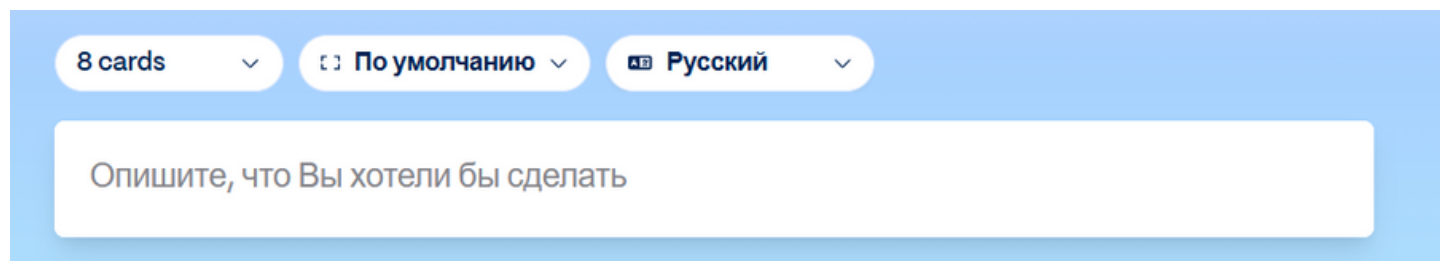 8 cards По умолчанию Русский
Опишите, что Вы хотели бы сделать